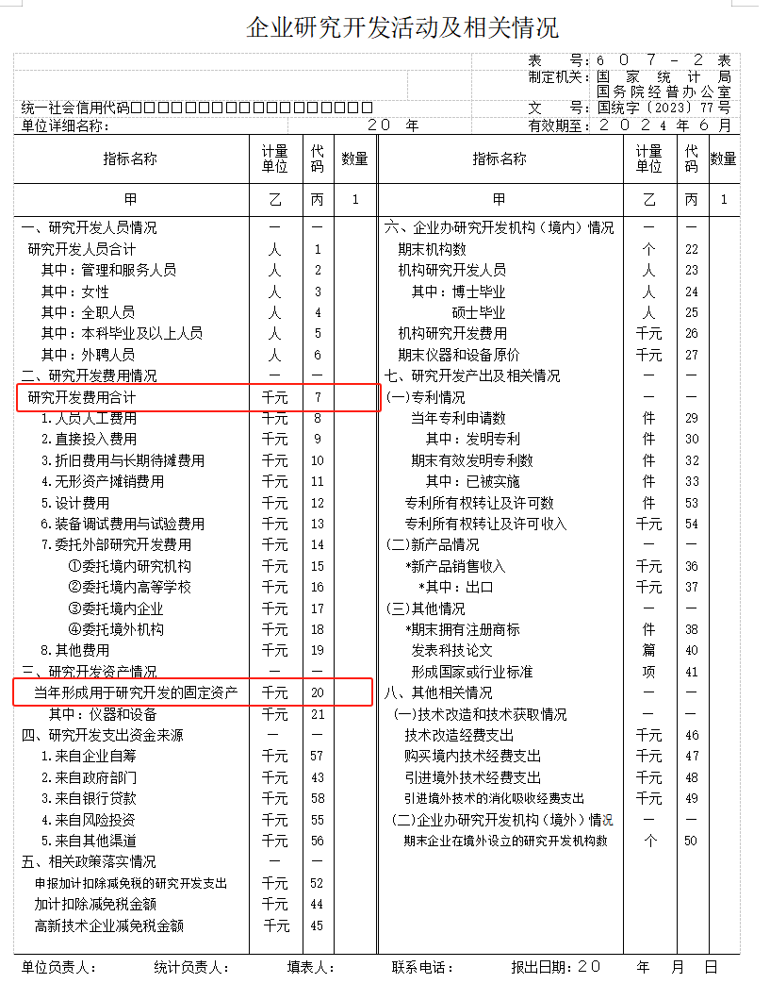 企业研究开发活动及相关情况
表　　号：６０７－２表
制定机关：国家统计局
国务院经普办公室
统一社会信用代码□□□□□□□□□□□□□□□□□□
文　　号：国统字〔2023〕77号
单位详细名称：
20　年
有效期至：２０２４年６月
指标名称 计量单位 代码 数量 指标名称 计量单位 代码 数量
甲 乙 丙 1 甲 乙 丙 1
一、研究开发人员情况 — — 六、企业办研究开发机构（境内）情况 — —
研究开发人员合计 人 1 期末机构数 个 22
其中：管理和服务人员 人 2 机构研究开发人员 人 23
其中：女性 人 3 其中：博士毕业 人 24
其中：全职人员 人 4 硕士毕业 人 25
其中：本科毕业及以上人员 人 5 机构研究开发费用 千元 26
其中：外聘人员 人 6 期末仪器和设备原价 千元 27
二、研究开发费用情况 — — 七、研究开发产出及相关情况 — —
研究开发费用合计 千元 7 (一)专利情况 — —
1.人员人工费用 千元 8 当年专利申请数 件 29
2.直接投入费用 千元 9 其中：发明专利 件 30
3.折旧费用与长期待摊费用 千元 10 期末有效发明专利数 件 32
4.无形资产摊销费用 千元 11 其中：已被实施 件 33
5.设计费用 千元 12 专利所有权转让及许可数 件 53
6.装备调试费用与试验费用 千元 13 专利所有权转让及许可收入 千元 54
7.委托外部研究开发费用 千元 14 (二)新产品情况 — —
①委托境内研究机构 千元 15 *新产品销售收入 千元 36
②委托境内高等学校 千元 16 *其中：出口 千元 37
③委托境内企业 千元 17 (三)其他情况 — —
④委托境外机构 千元 18 *期末拥有注册商标 件 38
8.其他费用 千元 19 发表科技论文 篇 40
三、研究开发资产情况 — — 形成国家或行业标准 项 41
当年形成用于研究开发的固定资产 千元 20 八、其他相关情况 — —
其中：仪器和设备 千元 21 (一)技术改造和技术获取情况 — —
四、研究开发支出资金来源 — — 技术改造经费支出 千元 46
1.来自企业自筹 千元 57 购买境内技术经费支出 千元 47
2.来自政府部门 千元 43 引进境外技术经费支出 千元 48
3.来自银行贷款 千元 58 引进境外技术的消化吸收经费支出 千元 49
4.来自风险投资 千元 55 (二)企业办研究开发机构（境外）情况 — —
5.来自其他渠道 千元 56 期末企业在境外设立的研究开发机构数 个 50
五、相关政策落实情况 — —
申报加计扣除减免税的研究开发支出 千元 52
加计扣除减免税金额 千元 44
高新技术企业减免税金额 千元 45
单位负责人： 统计负责人： 填表人： 联系电话： 报出日期：20　年　月　日